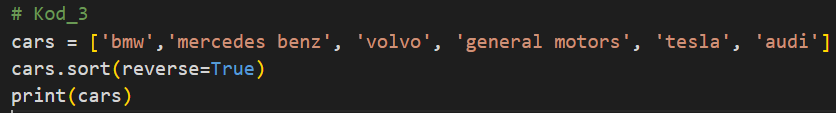 # Kod_3
cars = ['bmw','mercedes benz', 'volvo', 'general motors', 'tesla', 'audi']
cars.sort(reverse=True)
print(cars)